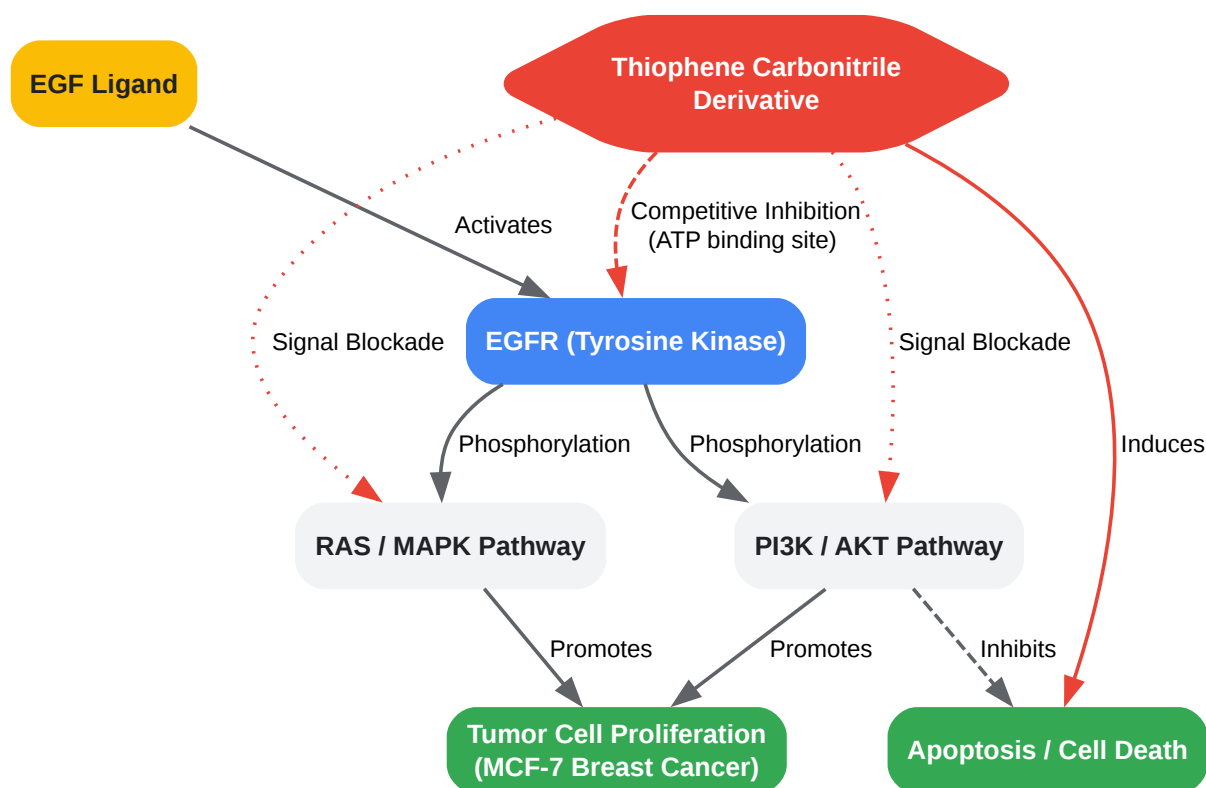 EGF Ligand
Thiophene Carbonitrile
Derivative
Activates
Competitive Inhibition
(ATP binding site)
Signal Blockade
EGFR (Tyrosine Kinase)
Signal Blockade
Phosphorylation
Phosphorylation
Induces
RAS / MAPK Pathway
PI3K / AKT Pathway
Promotes
Promotes
Inhibits
Tumor Cell Proliferation
(MCF-7 Breast Cancer)
Apoptosis / Cell Death